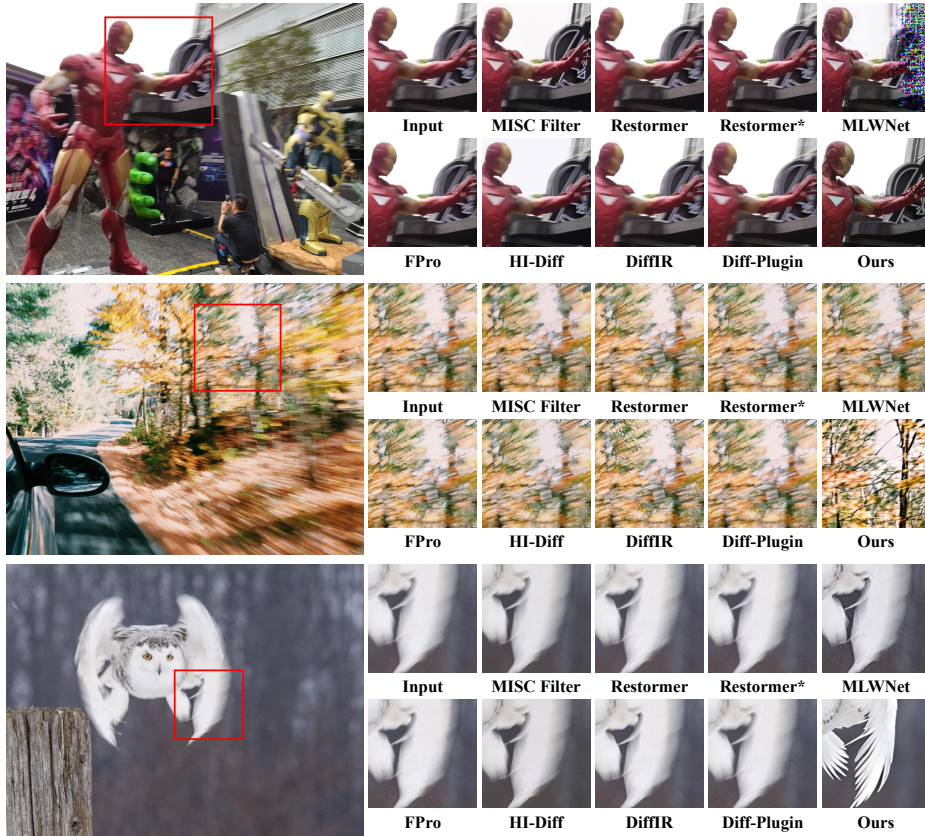 Input MISC Filter Restormer Restormer* MLWNet
FPro HI-Diff DiffIR Diff-Plugin Ours
Input MISC Filter Restormer Restormer* MLWNet
FPro HI-Diff DiffIR Diff-Plugin Ours
Input MISC Filter Restormer Restormer* MLWNet
FPro HI-Diff DiffIR Diff-Plugin Ours